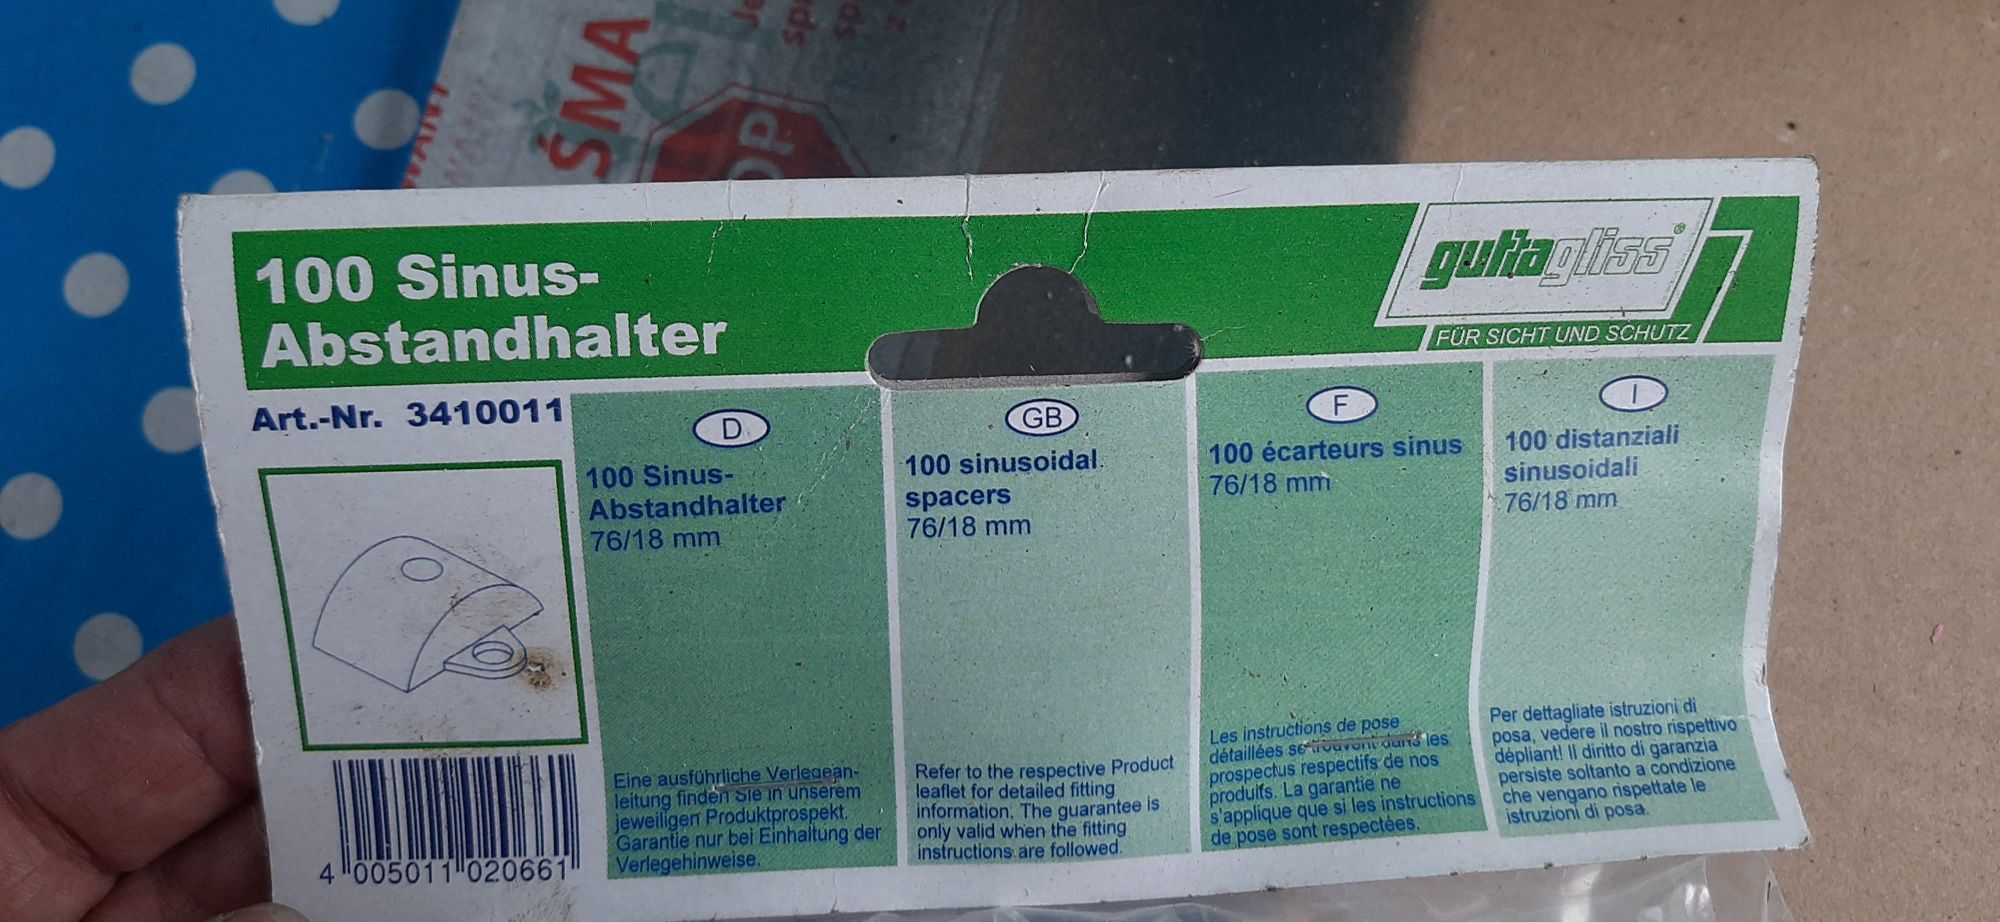 ŚMA
100 Sinus-
Abstandhalter
guttagliss®
FÜR SICHT UND SCHUTZ
Art.-Nr. 3410011
D
100 Sinus-
Abstandhalter
76/18 mm
Eine ausführliche Verlegean-
leitung finden Sie in unserem
jeweiligen Produktprospekt.
Garantie nur bei Einhaltung der
Verlegehinweise.
GB
100 sinusoidal
spacers
76/18 mm
Refer to the respective Product
leaflet for detailed fitting
information. The guarantee is
only valid when the fitting
instructions are followed.
F
100 écarteurs sinus
76/18 mm
Les instructions de pose
détaillées se trouvent dans les
prospectus respectifs de nos
produits. La garantie ne
s'applique que si les instructions
de pose sont respectées.
I
100 distanziali
sinusoidali
76/18 mm
Per dettagliate istruzioni di
posa, vedere il nostro rispettivo
dépliant! Il diritto di garanzia
persiste soltanto a condizione
che vengano rispettate le
istruzioni di posa.
4 005011 020661